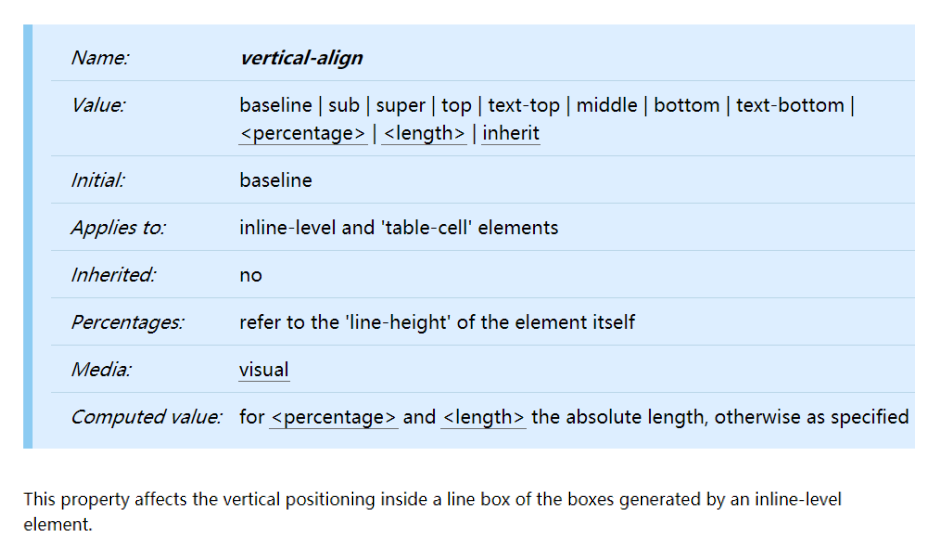 Name: vertical-align
Value: baseline | sub | super | top | text-top | middle | bottom | text-bottom |
<percentage> | <length> | inherit
Initial: baseline
Applies to: inline-level and 'table-cell' elements
Inherited: no
Percentages: refer to the 'line-height' of the element itself
Media: visual
Computed value: for <percentage> and <length> the absolute length, otherwise as specified
This property affects the vertical positioning inside a line box of the boxes generated by an inline-level
element.